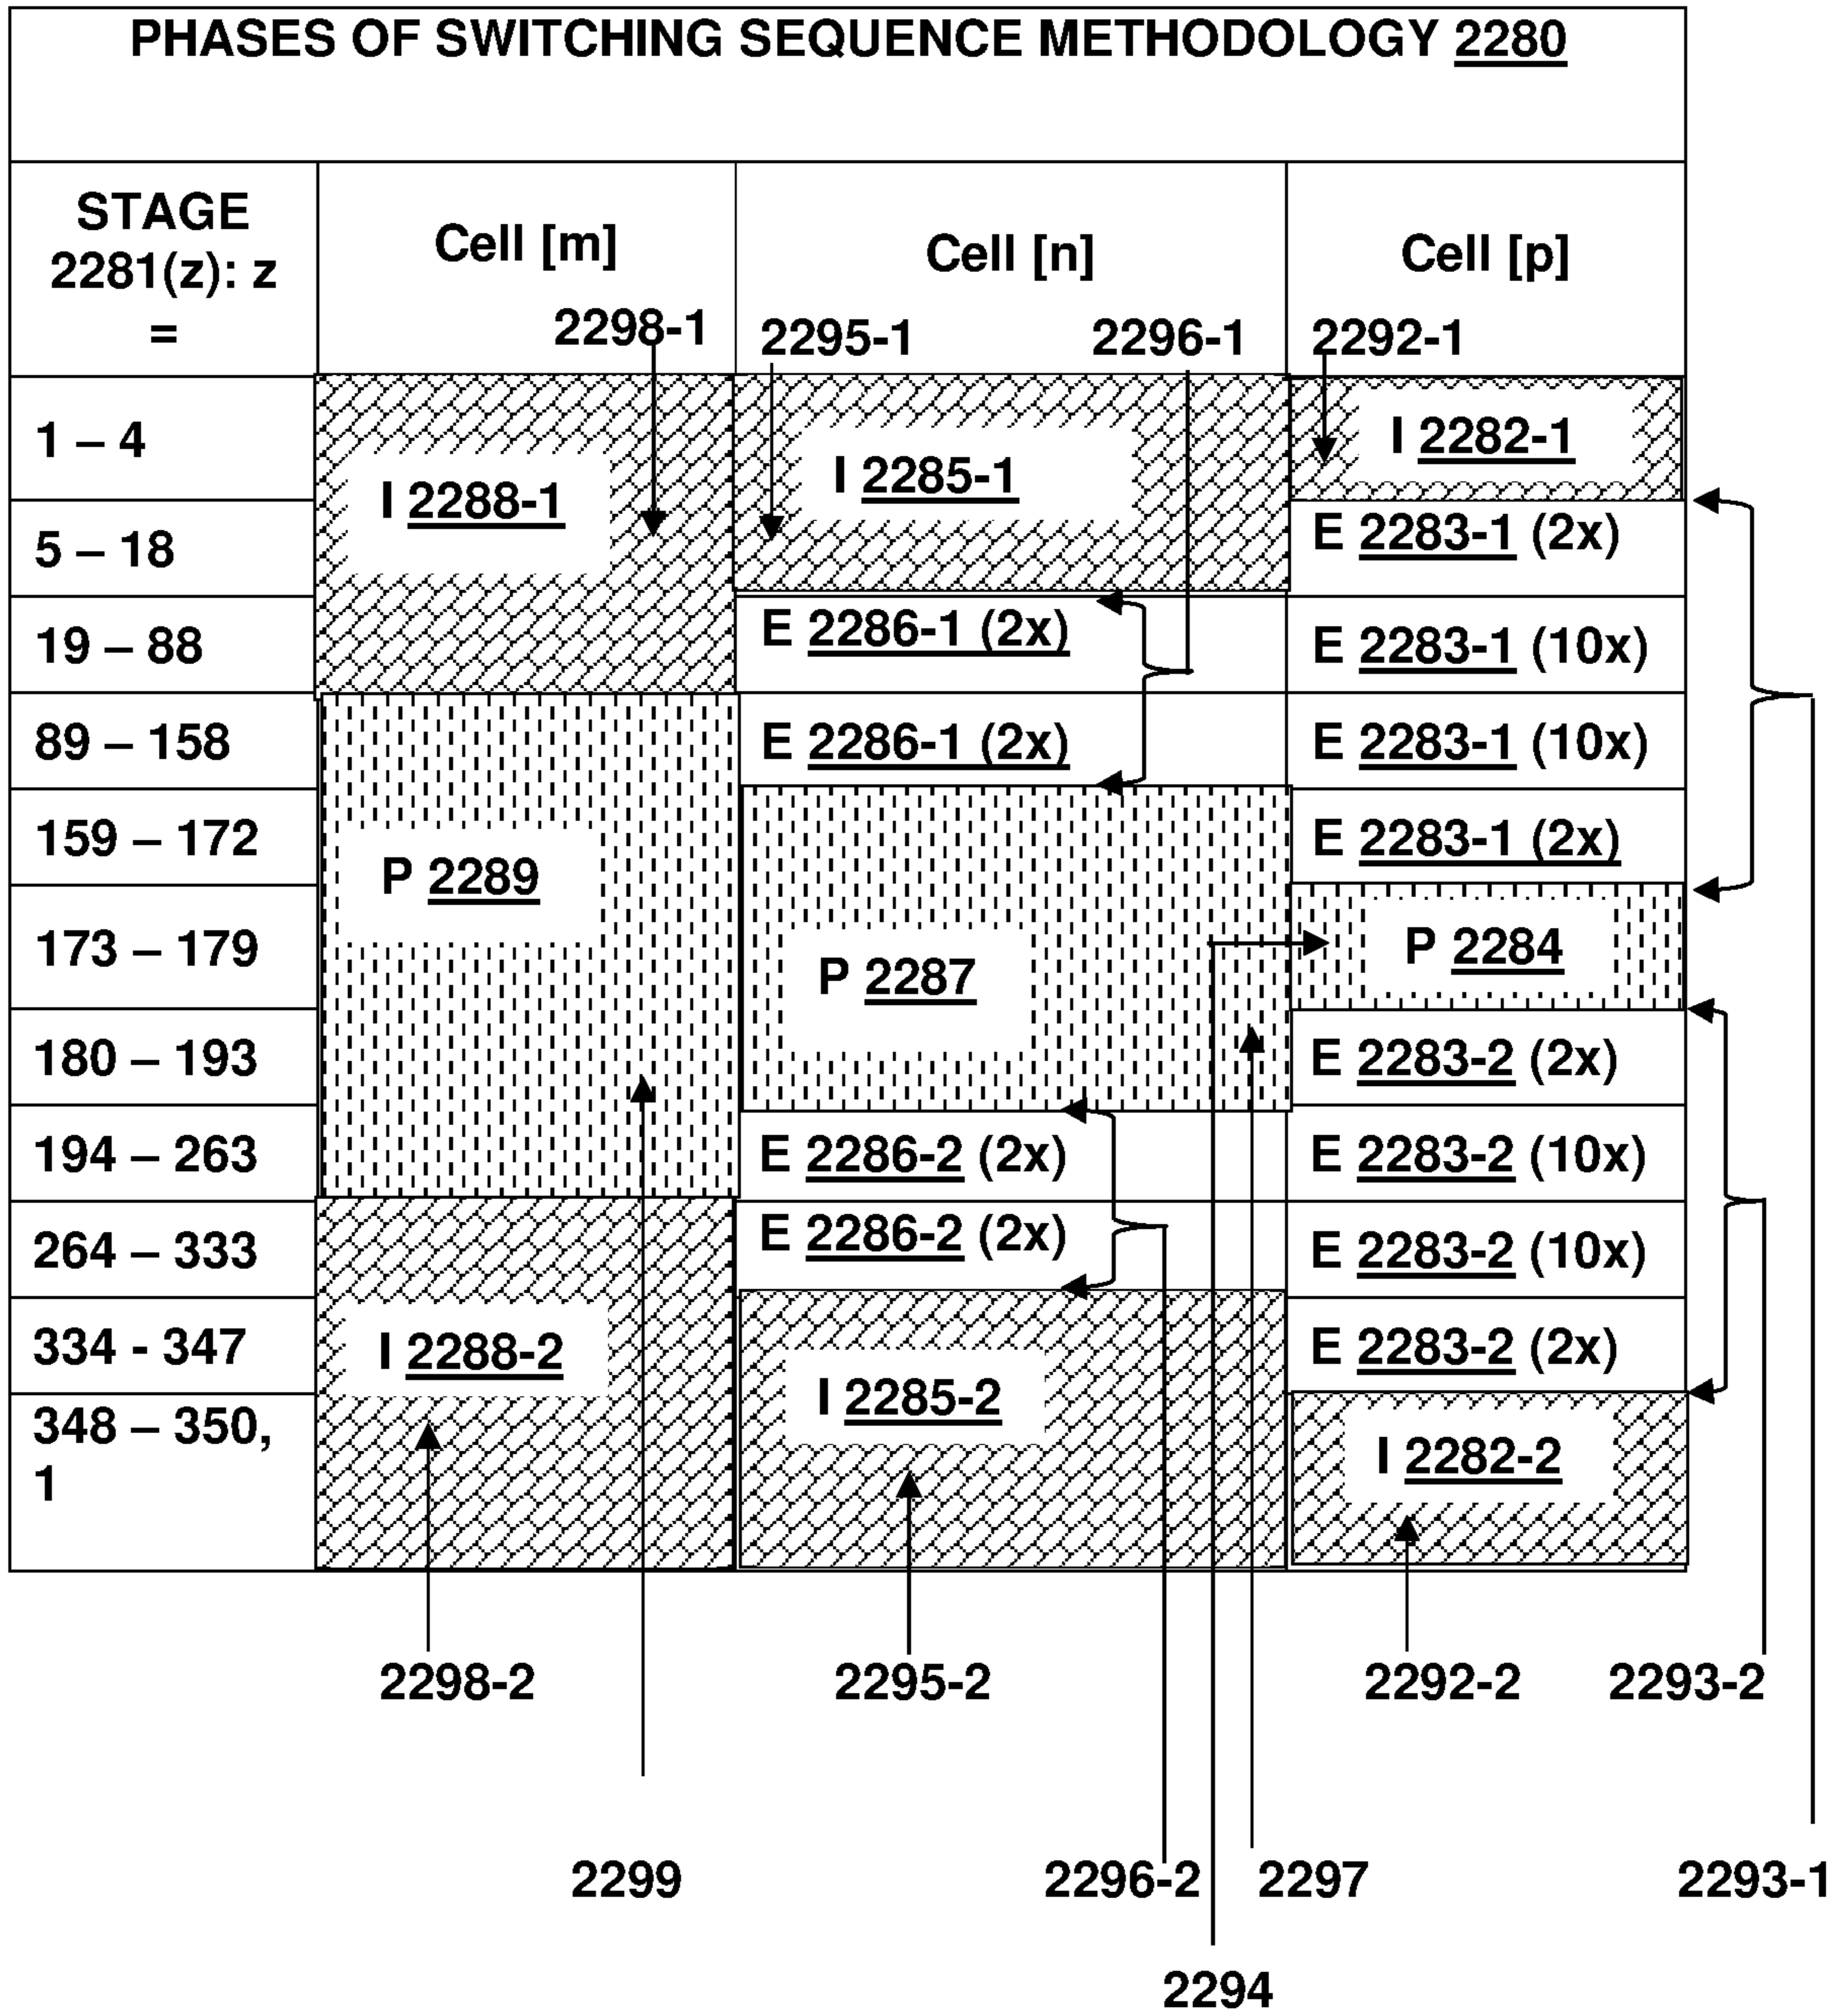 PHASES OF SWITCHING SEQUENCE METHODOLOGY 2280
STAGE
2281(z): z
=
Cell [m]
2298-1
Cell [n]
2295-1 2296-1
Cell [p]
2292-1
1 – 4
I 2288-1
I 2285-1
I 2282-1
5 – 18
E 2283-1 (2x)
19 – 88
E 2286-1 (2x)
E 2283-1 (10x)
89 – 158
E 2286-1 (2x)
E 2283-1 (10x)
159 – 172
P 2289
E 2283-1 (2x)
173 – 179
P 2287
P 2284
180 – 193
E 2283-2 (2x)
194 – 263
E 2286-2 (2x)
E 2283-2 (10x)
264 – 333
E 2286-2 (2x)
E 2283-2 (10x)
334 - 347
I 2288-2
I 2285-2
E 2283-2 (2x)
348 – 350,
1
I 2282-2
2298-2 2295-2 2292-2 2293-2
2299 2296-2 2297 2293-1
2294